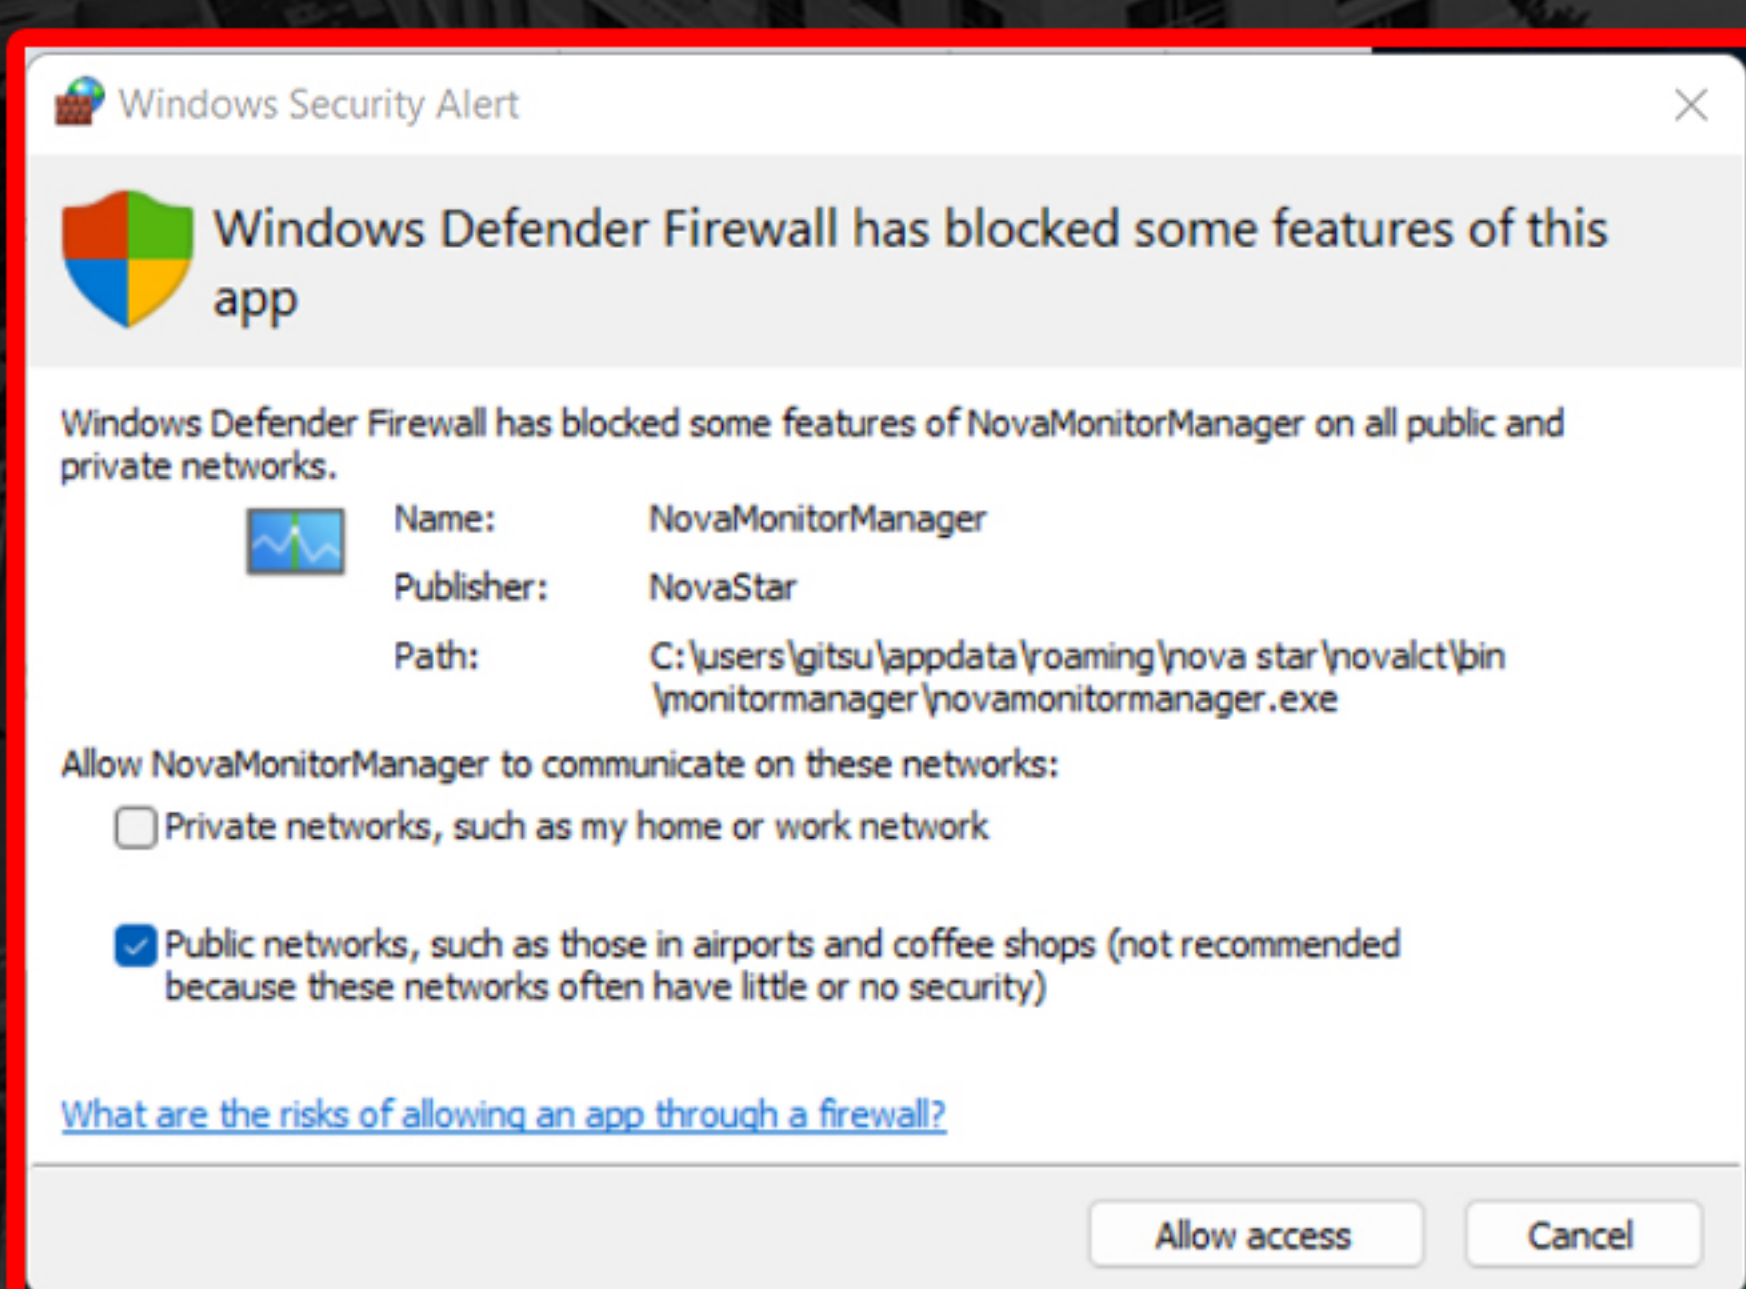 Windows Security Alert
Windows Defender Firewall has blocked some features of this
app
Windows Defender Firewall has blocked some features of NovaMonitorManager on all public and
private networks.
Name: NovaMonitorManager
Publisher: NovaStar
Path: C:\users\gitsu\appdata\roaming\nova star\novalct\bin
\monitormanager\novamonitormanager.exe
Allow NovaMonitorManager to communicate on these networks:
Private networks, such as my home or work network
Public networks, such as those in airports and coffee shops (not recommended
because these networks often have little or no security)
What are the risks of allowing an app through a firewall?
Allow access Cancel